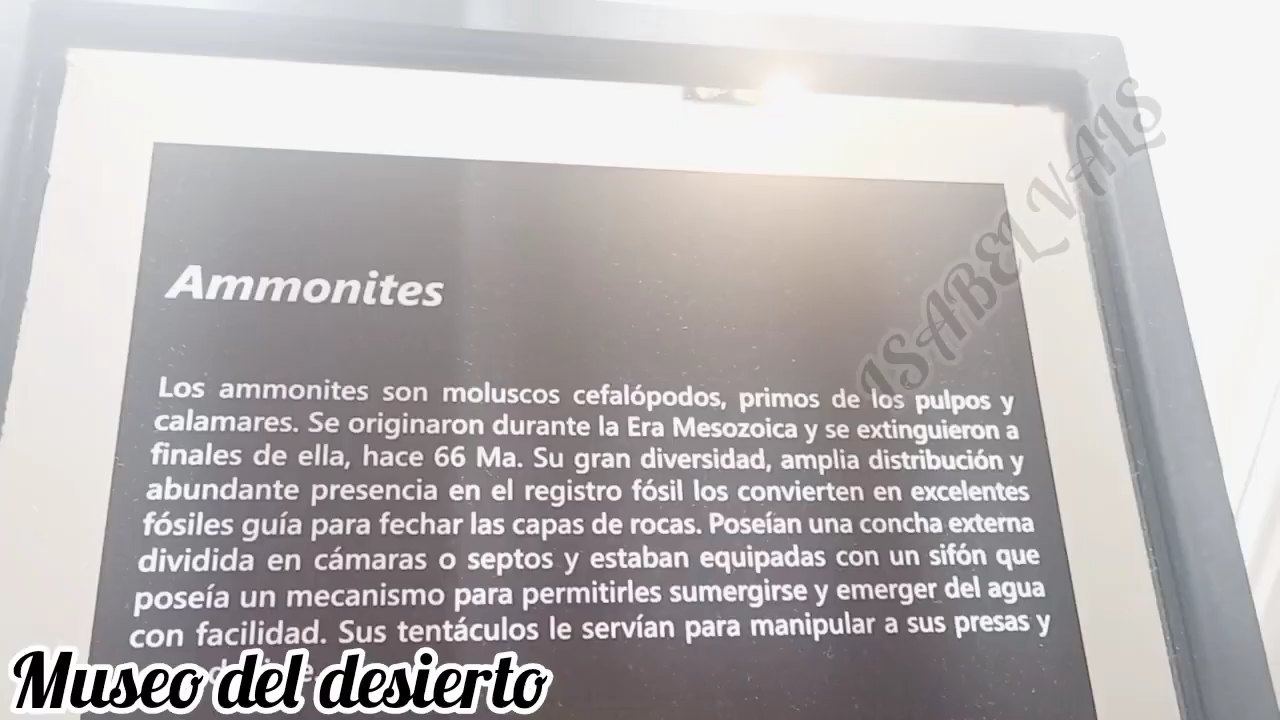 Ammonites
Los ammonites son moluscos cefalópodos, primos de los pulpos y
calamares. Se originaron durante la Era Mesozoica y se extinguieron a
finales de ella, hace 66 Ma. Su gran diversidad, amplia distribución y
abundante presencia en el registro fósil los convierten en excelentes
fósiles guía para fechar las capas de rocas. Poseían una concha externa
dividida en cámaras o septos y estaban equipadas con un sifón que
poseía un mecanismo para permitirles sumergirse y emerger del agua
con facilidad. Sus tentáculos le servían para manipular a sus presas y
Museo del desierto
ISABEL VALS